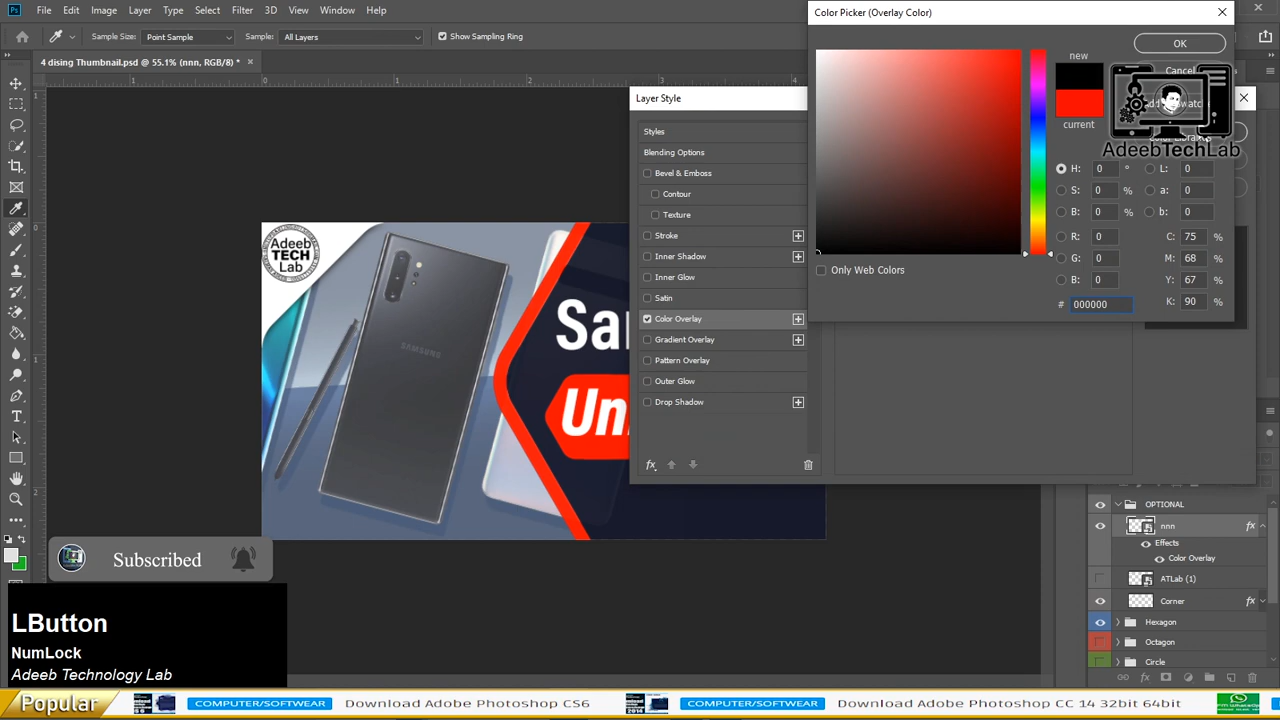 Ps File Edit Image Layer Type Select Filter 3D View Window Help
Sample Size: Point Sample Sample: All Layers Show Sampling Ring
4 dising Thumbnail.psd @ 55.1% (nnn, RGB/8) * ×
Color Picker (Overlay Color)
OK
new
Cancel
current
AdeebTechLab
H: 0 ° L: 0
S: 0 % a: 0
B: 0 % b: 0
R: 0 C: 75 %
G: 0 M: 68 %
B: 0 Y: 67 %
# 000000 K: 90 %
Only Web Colors
Layer Style
Styles
Blending Options
Bevel & Emboss
Contour
Texture
Stroke
Inner Shadow
Inner Glow
Satin
Color Overlay
Gradient Overlay
Pattern Overlay
Outer Glow
Drop Shadow
fx
Adeeb
TECH
Lab
SAMSUNG
OPTIONAL
nnn fx
Effects
Color Overlay
ATLab (1)
Corner fx
Hexagon
Octagon
Circle
Subscribed
LButton
NumLock
Adeeb Technology Lab
Popular COMPUTER/SOFTWEAR Download Adobe Photoshop CS6 COMPUTER/SOFTWEAR Download Adobe Photoshop CC 14 32bit 64bit